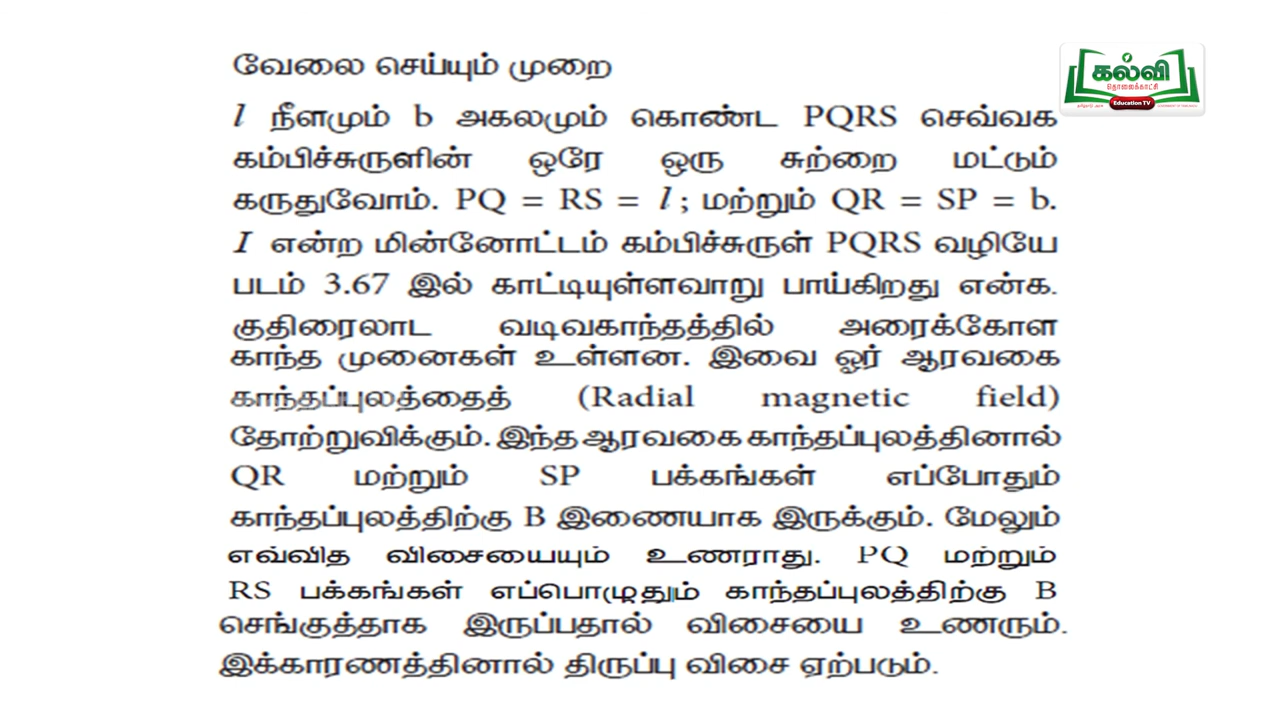 வேலை செய்யும் முறை
l நீளமும் b அகலமும் கொண்ட PQRS செவ்வக
கம்பிச்சுருளின் ஒரே ஒரு சுற்றை மட்டும்
கருதுவோம். PQ = RS = l ; மற்றும் QR = SP = b.
I என்ற மின்னோட்டம் கம்பிச்சுருள் PQRS வழியே
படம் 3.67 இல் காட்டியுள்ளவாறு பாய்கிறது என்க.
குதிரைலாட வடிவகாந்தத்தில் அரைக்கோள
காந்த முனைகள் உள்ளன. இவை ஓர் ஆரவகை
காந்தப்புலத்தைத் (Radial magnetic field)
தோற்றுவிக்கும். இந்த ஆரவகை காந்தப்புலத்தினால்
QR மற்றும் SP பக்கங்கள் எப்போதும்
காந்தப்புலத்திற்கு B இணையாக இருக்கும். மேலும்
எவ்வித விசையையும் உணராது. PQ மற்றும்
RS பக்கங்கள் எப்பொழுதும் காந்தப்புலத்திற்கு B
செங்குத்தாக இருப்பதால் விசையை உணரும்.
இக்காரணத்தினால் திருப்பு விசை ஏற்படும்.
கல்வி
தொலைக்காட்சி
Education TV